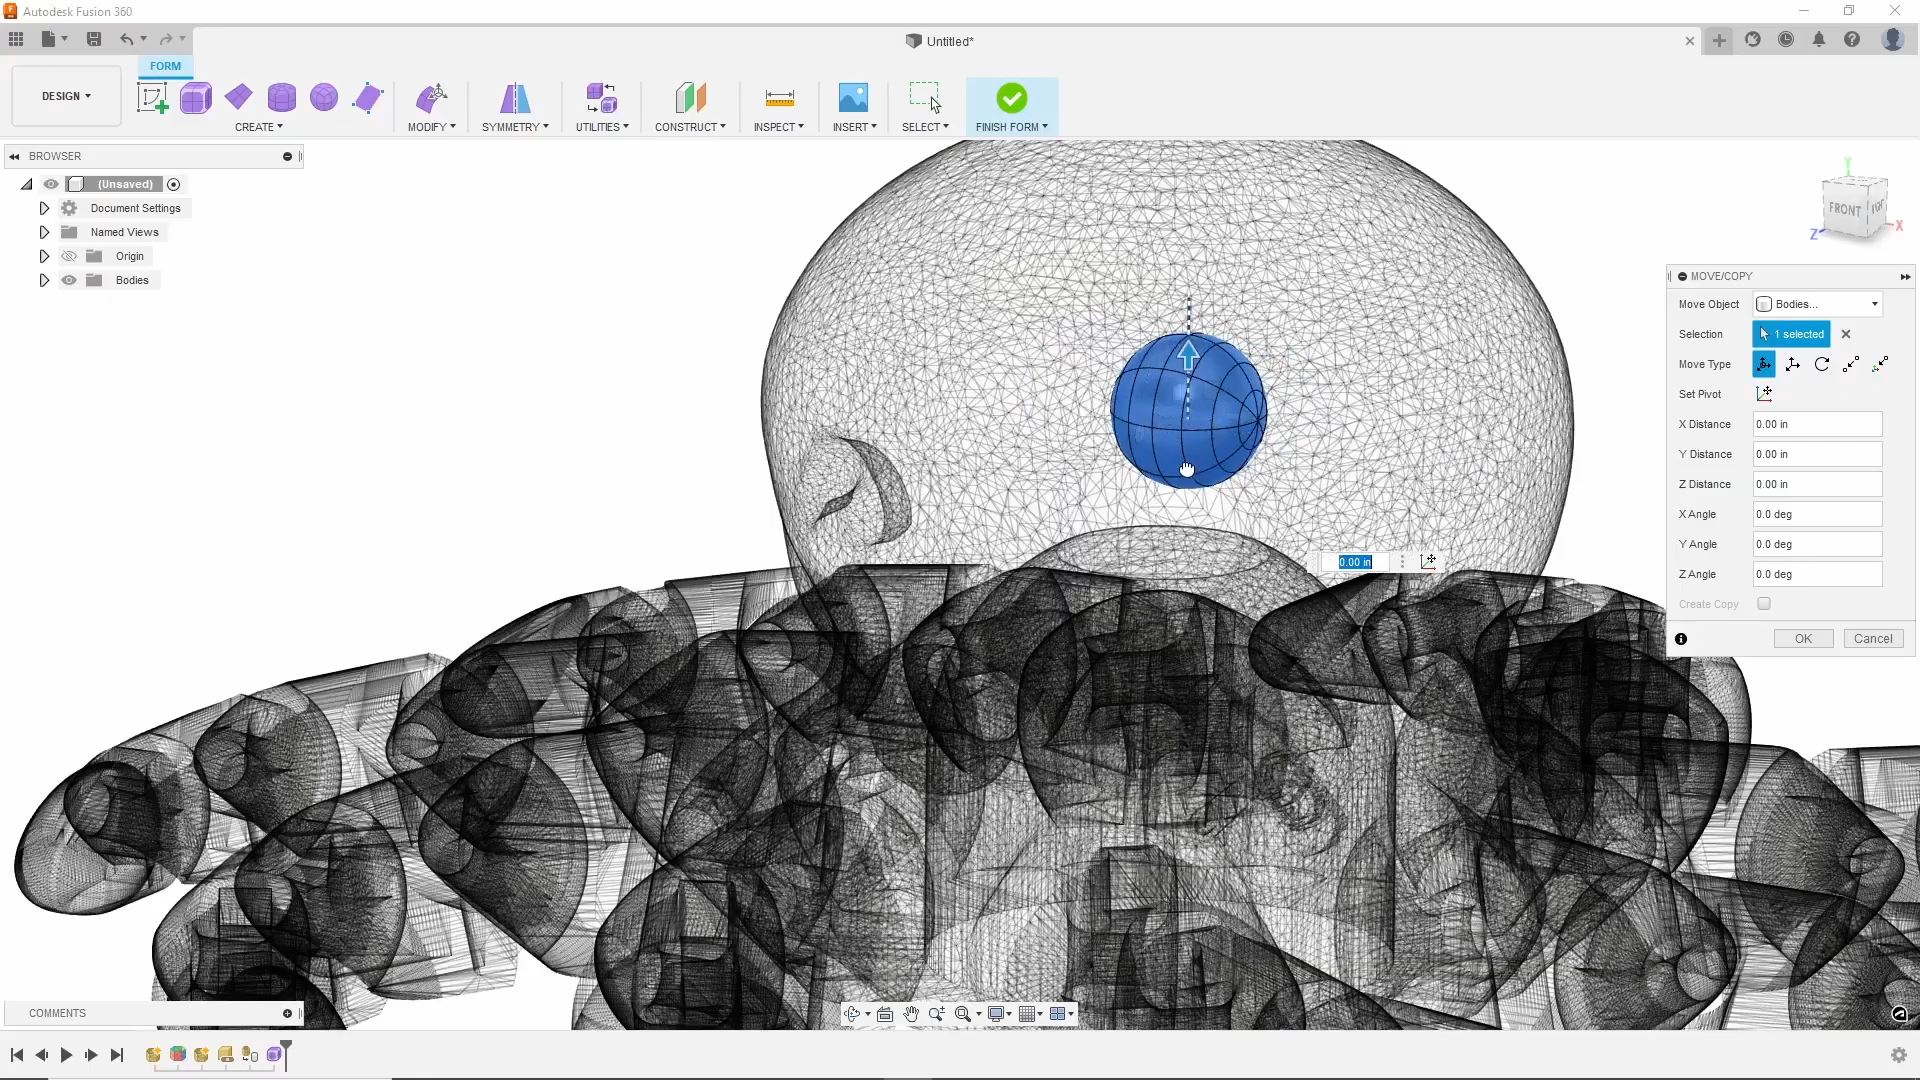 Autodesk Fusion 360
Untitled*
FORM
DESIGN
CREATE
MODIFY
SYMMETRY
UTILITIES
CONSTRUCT
INSPECT
INSERT
SELECT
FINISH FORM
BROWSER
(Unsaved)
Document Settings
Named Views
Origin
Bodies
Y
FRONT
X
Z
MOVE/COPY
Move Object
Bodies...
Selection
1 selected
Move Type
Set Pivot
X Distance
0.00 in
Y Distance
0.00 in
Z Distance
0.00 in
X Angle
0.0 deg
Y Angle
0.0 deg
Z Angle
0.0 deg
Create Copy
OK
Cancel
0.00 in
COMMENTS